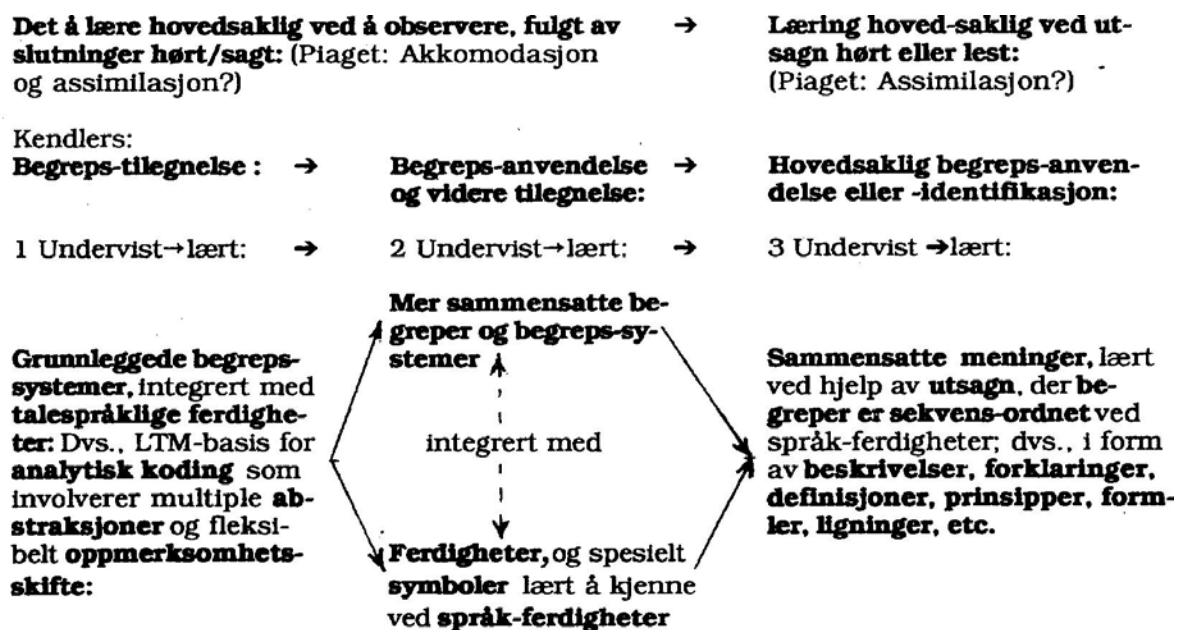 Det å lære hovedsaklig ved å observere, fulgt av → Læring hoved-saklig ved ut-
slutninger hørt/sagt: (Piaget: Akkomodasjon sagn hørt eller lest:
og assimilasjon?) (Piaget: Assimilasjon?)
Kendlers:
Begreps-tilegnelse : → Begreps-anvendelse → Hovedsaklig begreps-anven-
og videre tilegnelse: delse eller -identifikasjon:
1 Undervist→lært: → 2 Undervist→lært: → 3 Undervist →lært:
Mer sammensatte be-
greper og begreps-sy-
stemer
Grunnleggede begreps-
systemer, integrert med
talespråklige ferdighe-
ter: Dvs., LTM-basis for
analytisk koding som
involverer multiple ab-
straksjoner og fleksi-
belt oppmerksomhets-
skifte:
integrert med
Ferdigheter, og spesielt
symboler lært å kjenne
ved språk-ferdigheter
Sammensatte meninger, lært
ved hjelp av utsagn, der be-
greper er sekvens-ordnet ved
språk-ferdigheter; dvs., i form
av beskrivelser, forklaringer,
definisjoner, prinsipper, form-
ler, ligninger, etc.